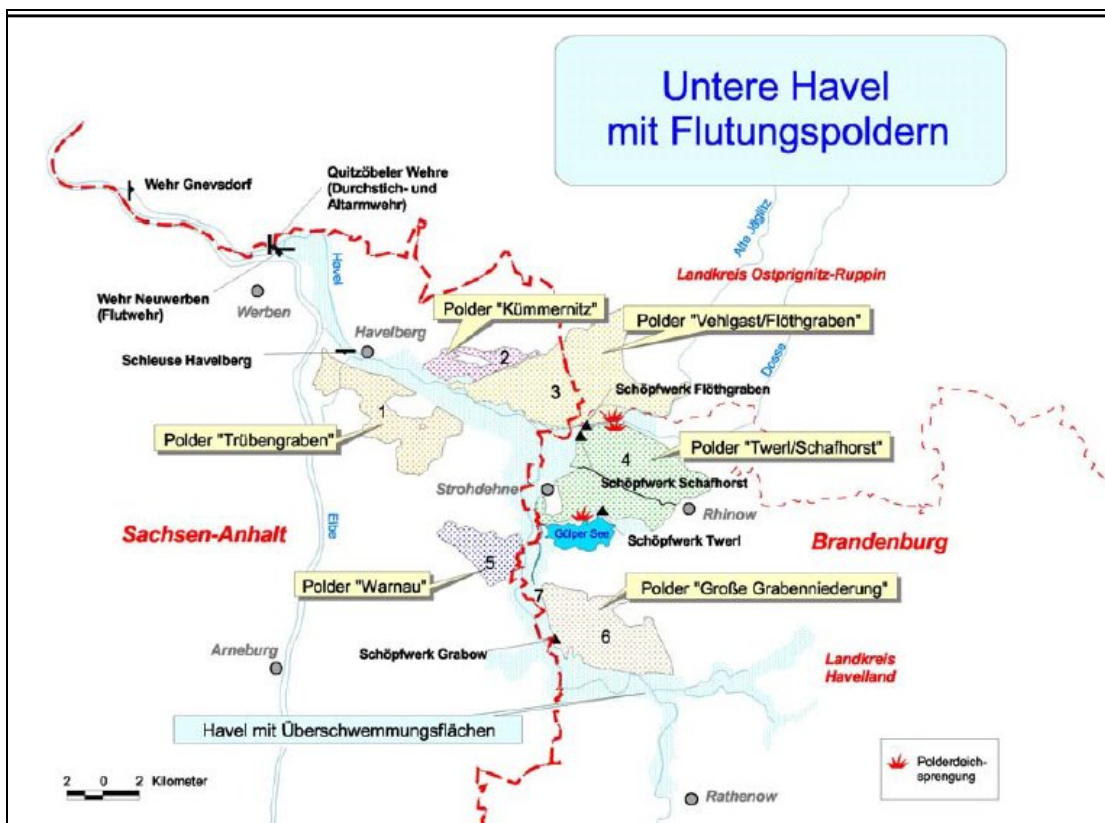 Untere Havel
mit Flutungspoldern
Wehr Gnevsdorf
Quitzöbeler Wehre
(Durchstich- und
Altarmwehr)
Alte Jäglitz
Landkreis Ostprignitz-Ruppin
Havel
Wehr Neuwerben
(Flutwehr)
Werben
Polder "Kümmernitz"
Polder "Vehlgast/Flöthgraben"
Havelberg
Dosse
Schleuse Havelberg
2
3
Schöpfwerk Flöthgraben
1
Polder "Trübengraben"
4
Polder "Twerl/Schafhorst"
Strohdehne
Schöpfwerk Schafhorst
Rhinow
Elbe
Sachsen-Anhalt
Gülper See
Schöpfwerk Twerl
Brandenburg
5
Polder "Warnau"
7
Polder "Große Grabenniederung"
6
Arneburg
Schöpfwerk Grabow
Landkreis
Havelland
Havel mit Überschwemmungsflächen
2 0 2 Kilometer
Polderdeich-
sprengung
Rathenow